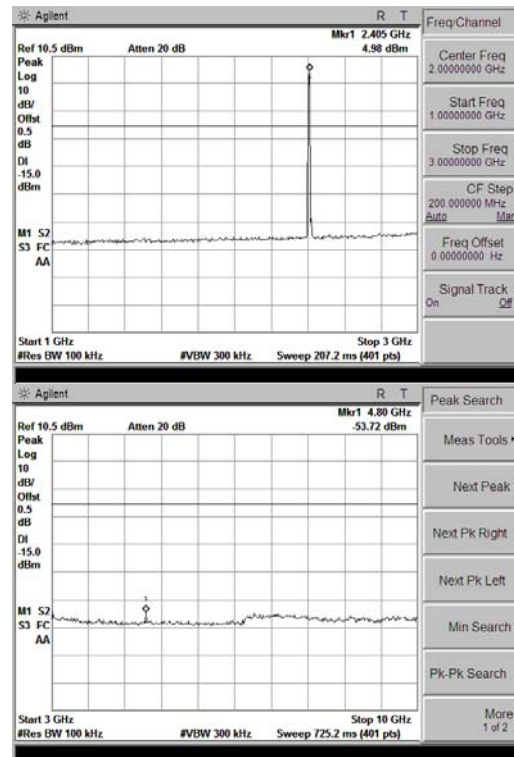 Agilent R T Freq/Channel
Mkr1 2.405 GHz
Ref 10.5 dBm Atten 20 dB 4.98 dBm
Peak
Log
10
dB/
Offst
0.5
dB
DI
-15.0
dBm
M1 S2
S3 FC
AA
Start 1 GHz Stop 3 GHz
#Res BW 100 kHz #VBW 300 kHz Sweep 207.2 ms (401 pts)
Center Freq
2.00000000 GHz
Start Freq
1.00000000 GHz
Stop Freq
3.00000000 GHz
CF Step
200.000000 MHz
Auto Man
Freq Offset
0.00000000 Hz
Signal Track
On Off
Agilent R T Peak Search
Mkr1 4.80 GHz
Ref 10.5 dBm Atten 20 dB -53.72 dBm
Peak
Log
10
dB/
Offst
0.5
dB
DI
-15.0
dBm
1
M1 S2
S3 FC
AA
Start 3 GHz Stop 10 GHz
#Res BW 100 kHz #VBW 300 kHz Sweep 725.2 ms (401 pts)
Meas Tools
Next Peak
Next Pk Right
Next Pk Left
Min Search
Pk-Pk Search
More
1 of 2